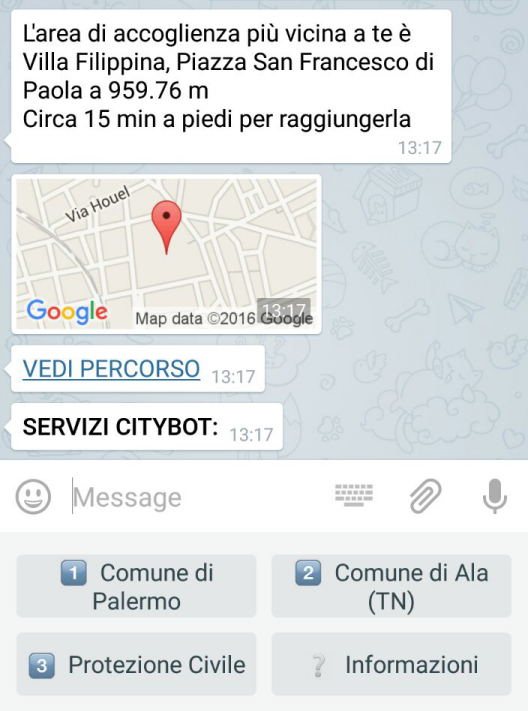 L'area di accoglienza più vicina a te è
Villa Filippina, Piazza San Francesco di
Paola a 959.76 m
Circa 15 min a piedi per raggiungerla
13:17
Via Houel
Google
Map data ©2016 Google
13:17
VEDI PERCORSO 13:17
SERVIZI CITYBOT: 13:17
Message
1 Comune di
Palermo
2 Comune di Ala
(TN)
3 Protezione Civile
❔ Informazioni